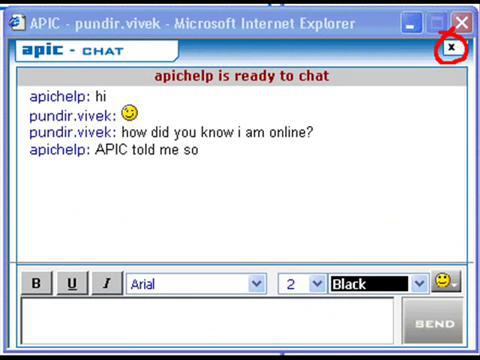 APIC - pundir.vivek - Microsoft Internet Explorer
apic - CHAT
x
apichelp is ready to chat
apichelp: hi
pundir.vivek:
pundir.vivek: how did you know i am online?
apichelp: APIC told me so
B U I Arial 2 Black
SEND